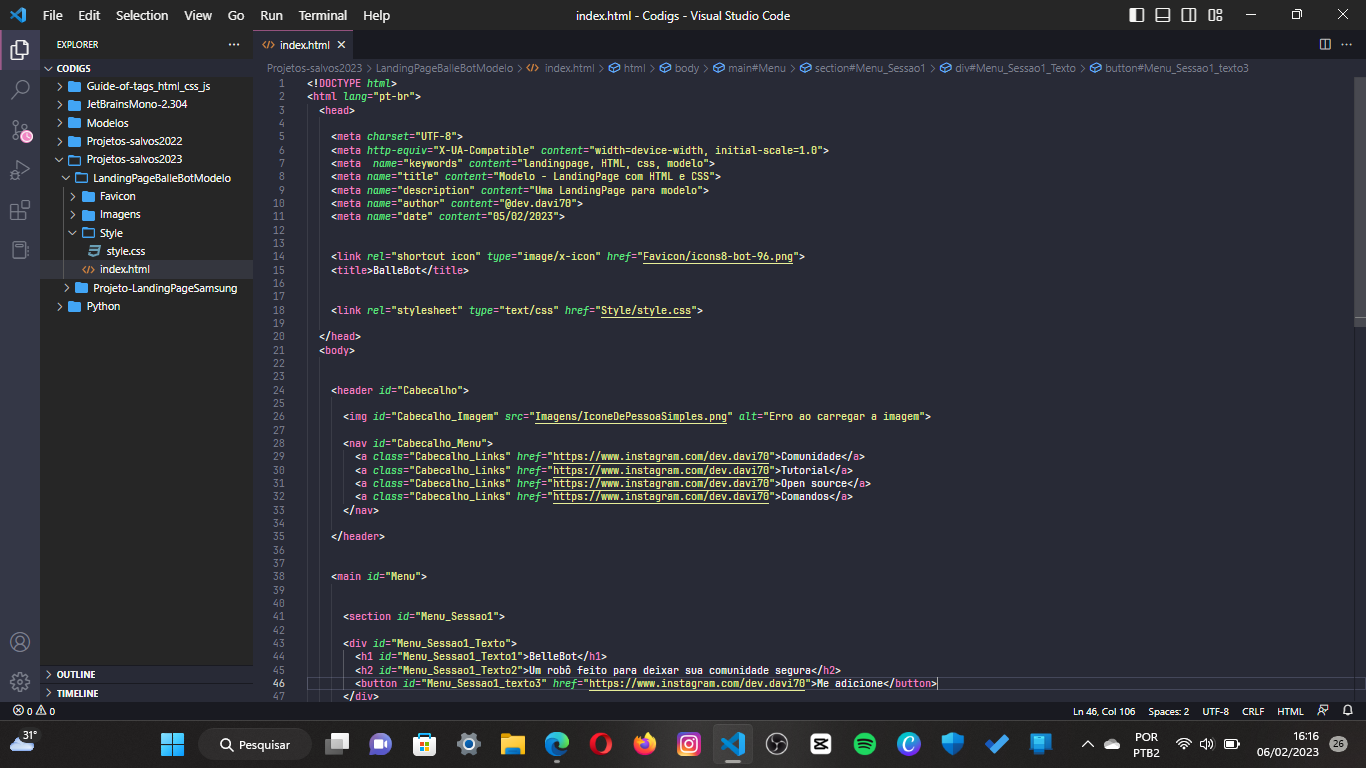 File Edit Selection View Go Run Terminal Help
index.html - Codigs - Visual Studio Code
EXPLORER
CODIGS
Guide-of-tags_html_css_js
JetBrainsMono-2.304
Modelos
Projetos-salvos2022
Projetos-salvos2023
LandingPageBalleBotModelo
Favicon
Imagens
Style
style.css
index.html
Projeto-LandingPageSamsung
Python
OUTLINE
TIMELINE
index.html
Projetos-salvos2023 > LandingPageBalleBotModelo > index.html > html > body > main#Menu > section#Menu_Sessao1 > div#Menu_Sessao1_Texto > button#Menu_Sessao1_texto3
1 <!DOCTYPE html>
2 <html lang="pt-br">
3 <head>
4
5 <meta charset="UTF-8">
6 <meta http-equiv="X-UA-Compatible" content="width=device-width, initial-scale=1.0">
7 <meta  name="keywords" content="landingpage, HTML, css, modelo">
8 <meta name="title" content="Modelo - LandingPage com HTML e CSS">
9 <meta name="description" content="Uma LandingPage para modelo">
10 <meta name="author" content="@dev.davi70">
11 <meta name="date" content="05/02/2023">
12
13
14 <link rel="shortcut icon" type="image/x-icon" href="Favicon/icons8-bot-96.png">
15 <title>BalleBot</title>
16
17
18 <link rel="stylesheet" type="text/css" href="Style/style.css">
19
20 </head>
21 <body>
22
23
24 <header id="Cabecalho">
25
26 <img id="Cabecalho_Imagem" src="Imagens/IconeDePessoaSimples.png" alt="Erro ao carregar a imagem">
27
28 <nav id="Cabecalho_Menu">
29 <a class="Cabecalho_Links" href="https://www.instagram.com/dev.davi70">Comunidade</a>
30 <a class="Cabecalho_Links" href="https://www.instagram.com/dev.davi70">Tutorial</a>
31 <a class="Cabecalho_Links" href="https://www.instagram.com/dev.davi70">Open source</a>
32 <a class="Cabecalho_Links" href="https://www.instagram.com/dev.davi70">Comandos</a>
33 </nav>
34
35 </header>
36
37
38 <main id="Menu">
39
40
41 <section id="Menu_Sessao1">
42
43 <div id="Menu_Sessao1_Texto">
44 <h1 id="Menu_Sessao1_Texto1">BelleBot</h1>
45 <h2 id="Menu_Sessao1_Texto2">Um robô feito para deixar sua comunidade segura</h2>
46 <button id="Menu_Sessao1_texto3" href="https://www.instagram.com/dev.davi70">Me adicione</button>
47 </div>
0 0
Ln 46, Col 106 Spaces: 2 UTF-8 CRLF HTML
31°
Pesquisar
POR
PTB2
16:16
06/02/2023
26